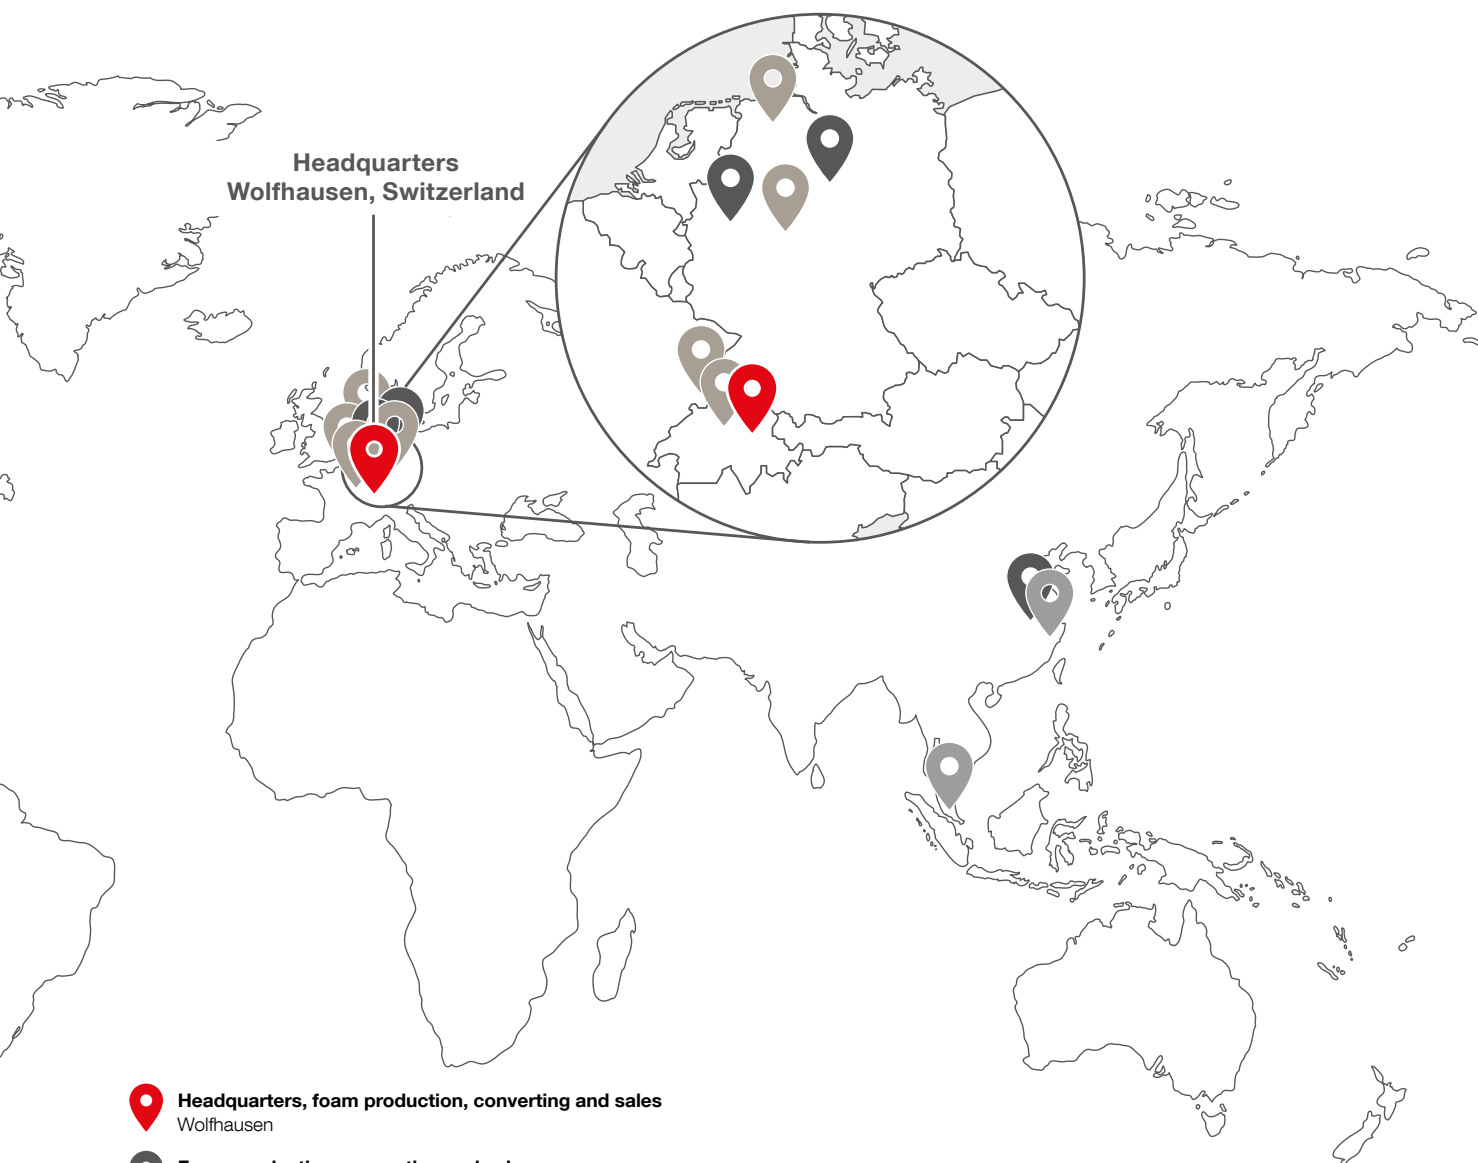 Headquarters
Wolfhausen, Switzerland
Headquarters, foam production, converting and sales
Wolfhausen